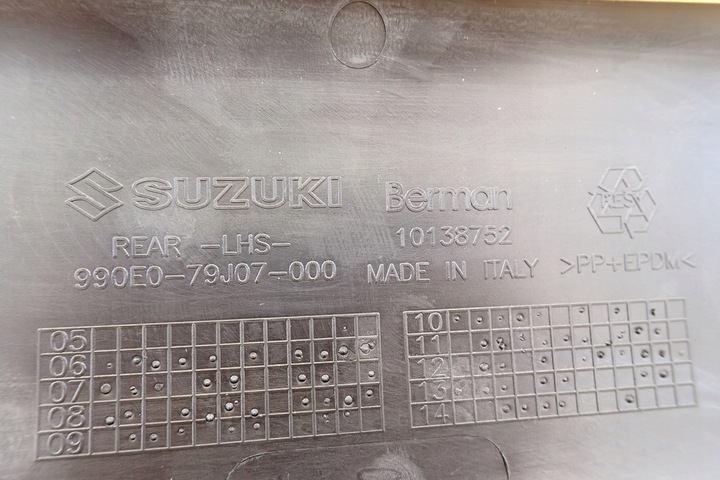 SUZUKI
REAR -LHS-
990E0-79J07-000
Berman
10138752
MADE IN ITALY
>PP+EPDM<
05
06
07
08
09
10
11
12
13
14